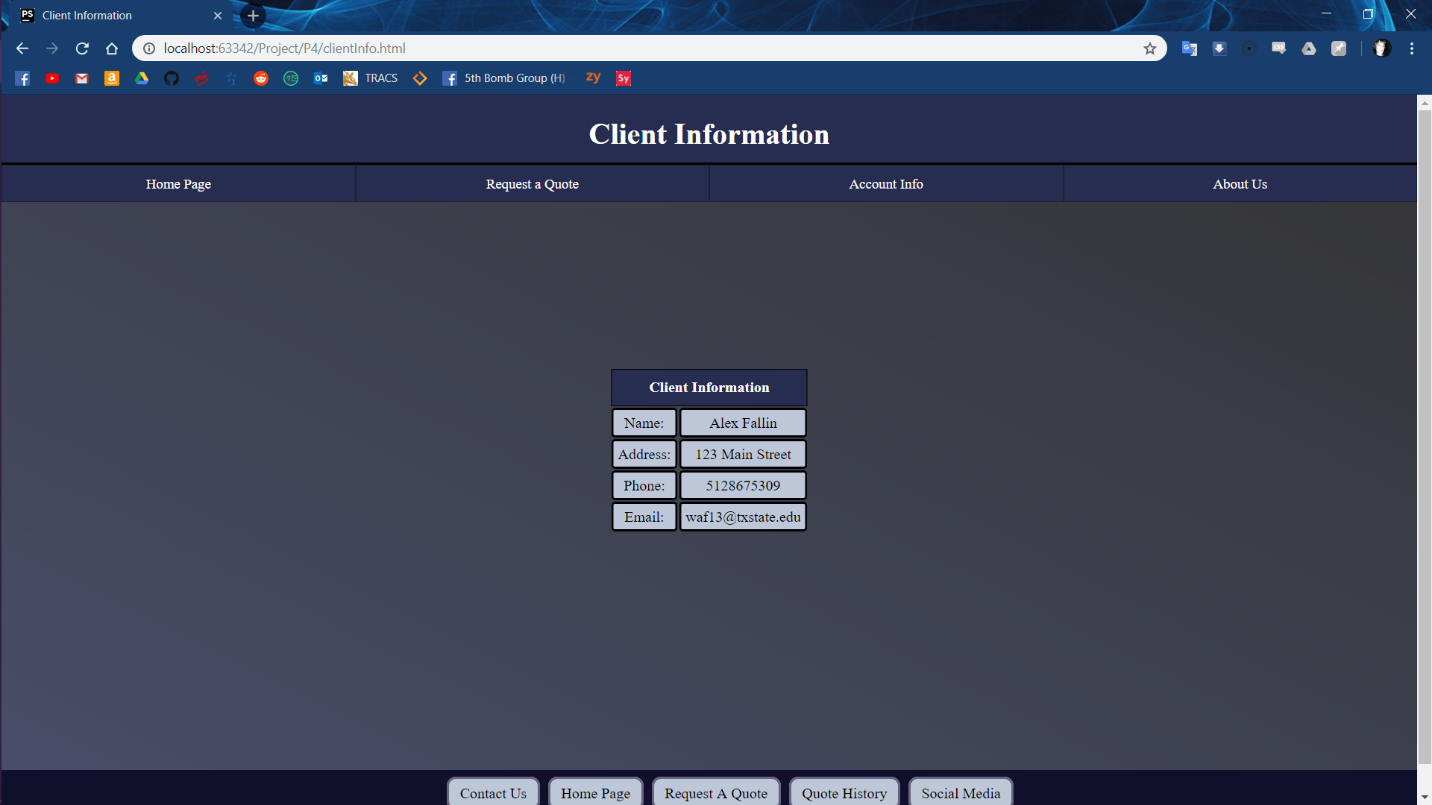 PS Client Information
localhost:63342/Project/P4/clientInfo.html
TRACS 5th Bomb Group (H) zy Sy
Client Information
Home Page Request a Quote Account Info About Us
Client Information
Name: Alex Fallin
Address: 123 Main Street
Phone: 5128675309
Email: waf13@txstate.edu
Contact Us Home Page Request A Quote Quote History Social Media